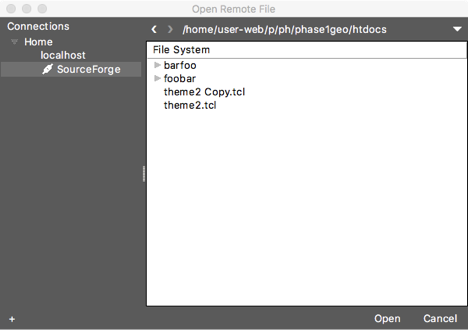 Open Remote File
Connections
Home
localhost
SourceForge
/home/user-web/p/ph/phase1geo/htdocs
File System
barfoo
foobar
theme2 Copy.tcl
theme2.tcl
+
Open
Cancel